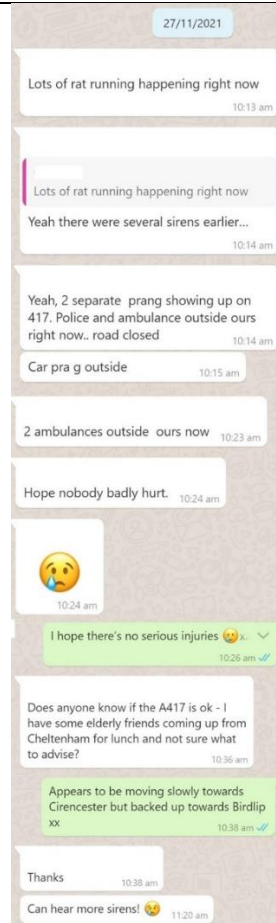 27/11/2021
Lots of rat running happening right now
10:13 am
Lots of rat running happening right now
Yeah there were several sirens earlier...
10:14 am
Yeah, 2 separate prang showing up on
417. Police and ambulance outside ours
right now.. road closed
10:14 am
Car pra g outside
10:15 am
2 ambulances outside ours now
10:23 am
Hope nobody badly hurt.
10:24 am
10:24 am
I hope there's no serious injuries 😢x.
10:26 am
Does anyone know if the A417 is ok - I
have some elderly friends coming up from
Cheltenham for lunch and not sure what
to advise?
10:36 am
Appears to be moving slowly towards
Cirencester but backed up towards Birdlip
xx
10:38 am
Thanks
10:38 am
Can hear more sirens! 😢
11:20 am